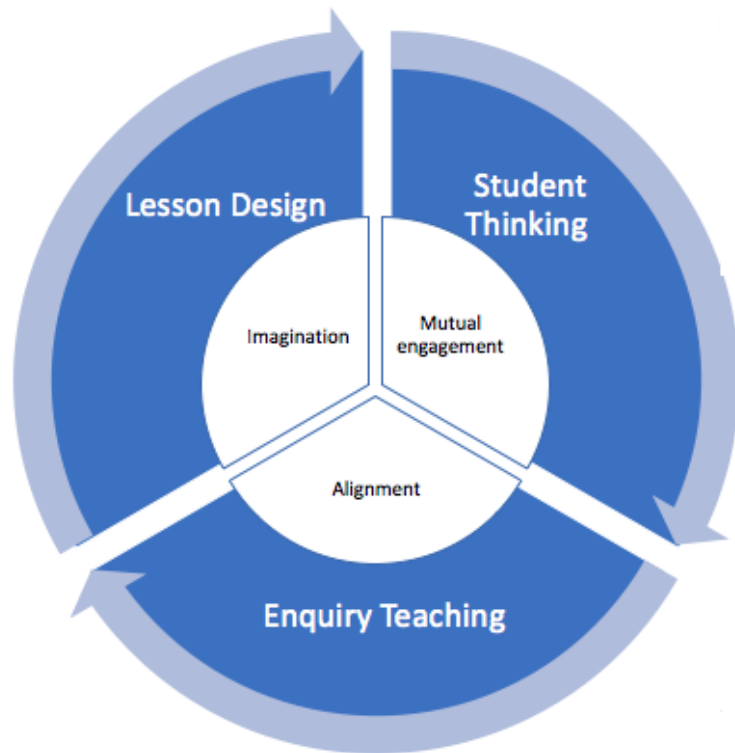 Lesson Design
Student
Thinking
Imagination
Mutual
engagement
Alignment
Enquiry Teaching